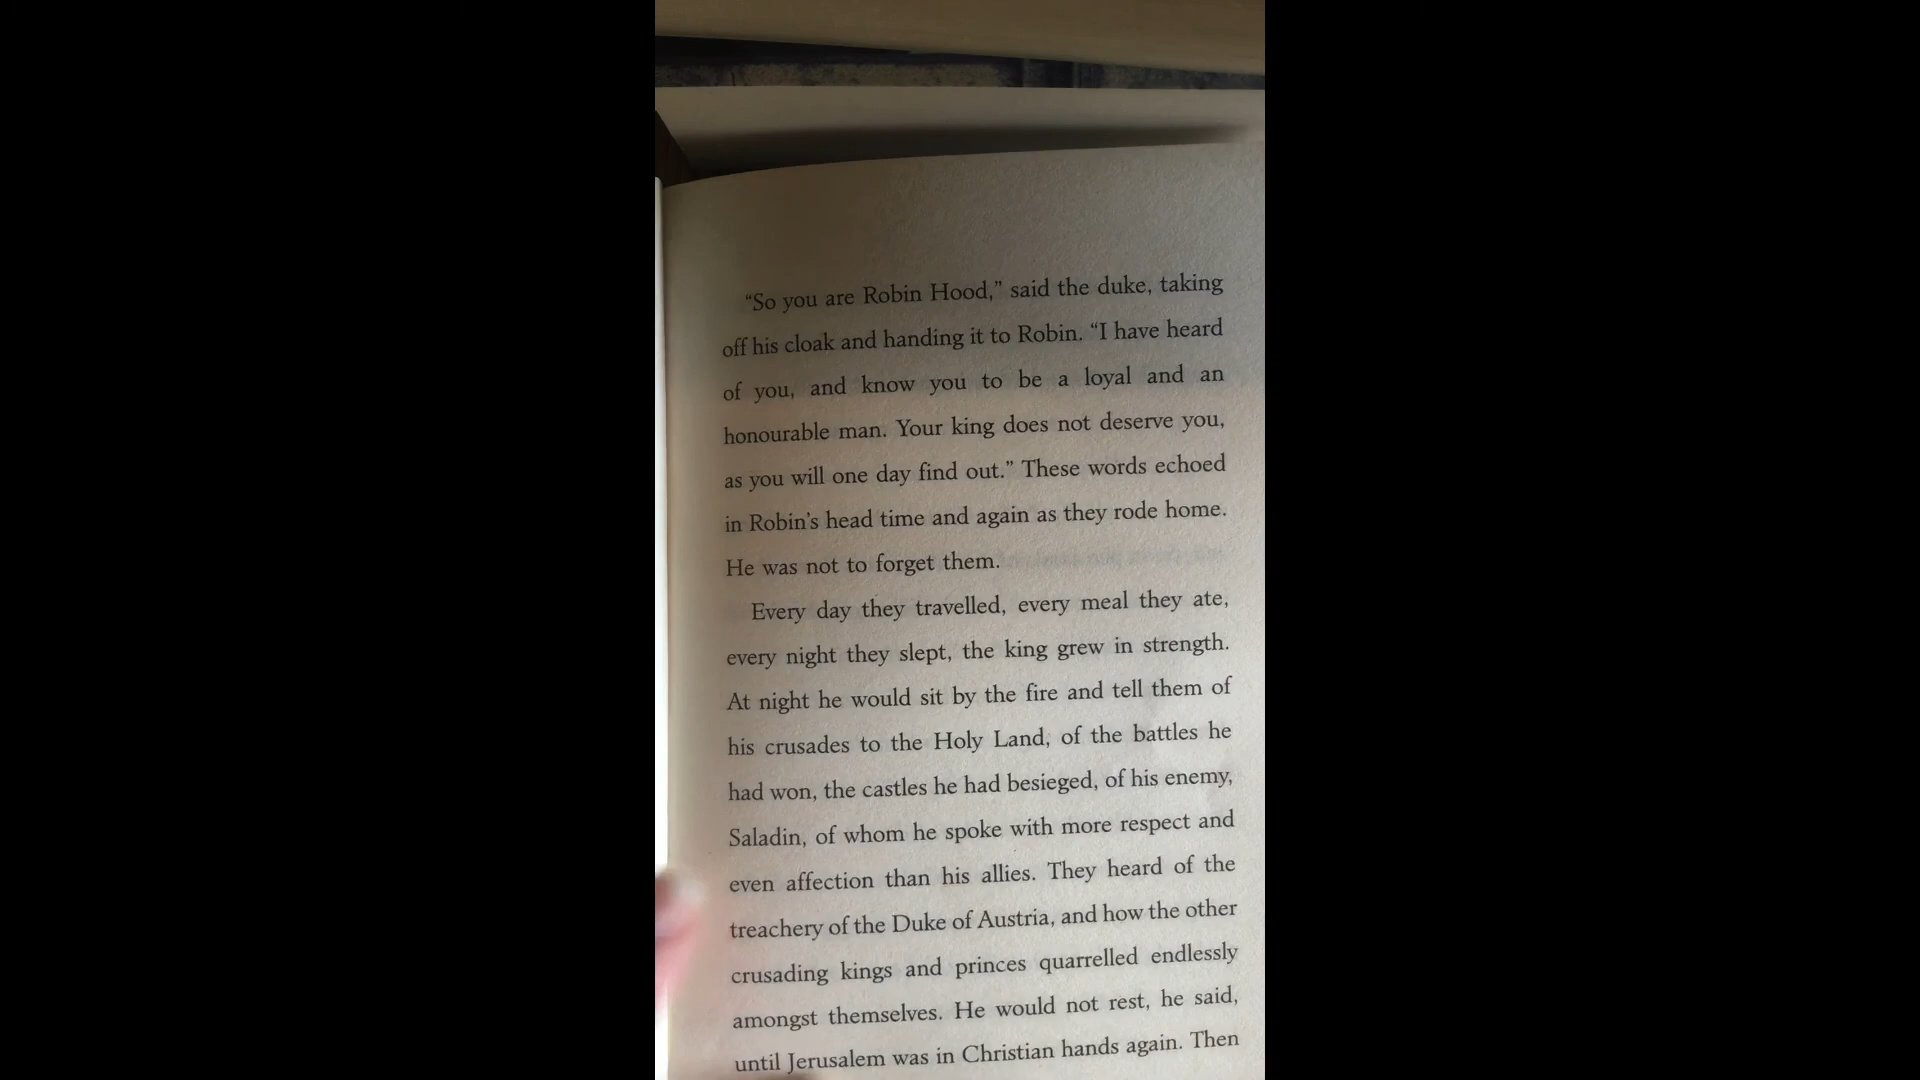 “So you are Robin Hood,” said the duke, taking
off his cloak and handing it to Robin. “I have heard
of you, and know you to be a loyal and an
honourable man. Your king does not deserve you,
as you will one day find out.” These words echoed
in Robin’s head time and again as they rode home.
He was not to forget them.
Every day they travelled, every meal they ate,
every night they slept, the king grew in strength.
At night he would sit by the fire and tell them of
his crusades to the Holy Land, of the battles he
had won, the castles he had besieged, of his enemy,
Saladin, of whom he spoke with more respect and
even affection than his allies. They heard of the
treachery of the Duke of Austria, and how the other
crusading kings and princes quarrelled endlessly
amongst themselves. He would not rest, he said,
until Jerusalem was in Christian hands again. Then